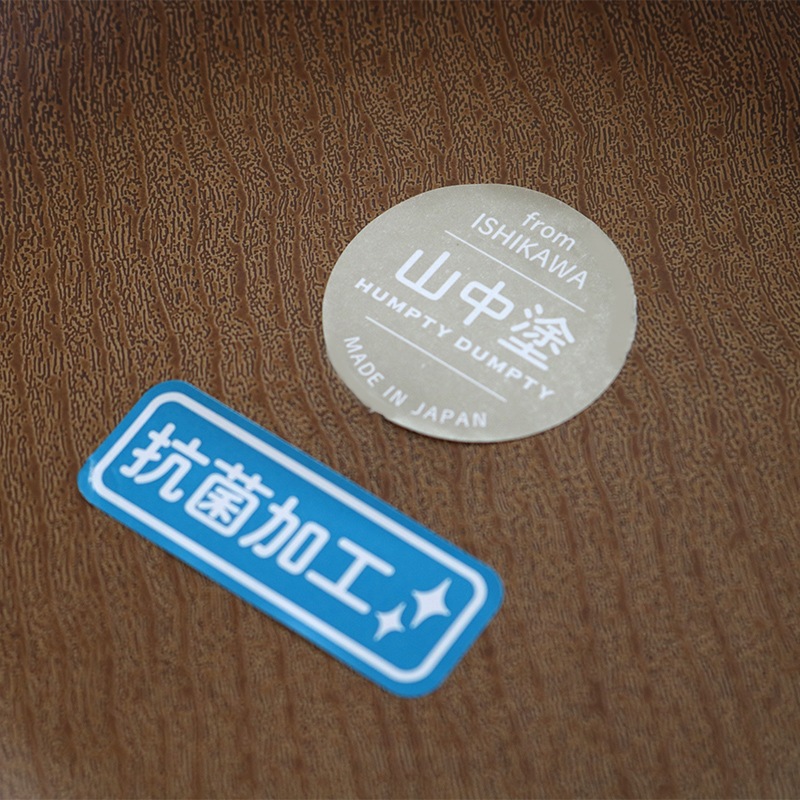 from
ISHIKAWA
山中塗
HUMPTY DUMPTY
MADE IN JAPAN
抗菌加工